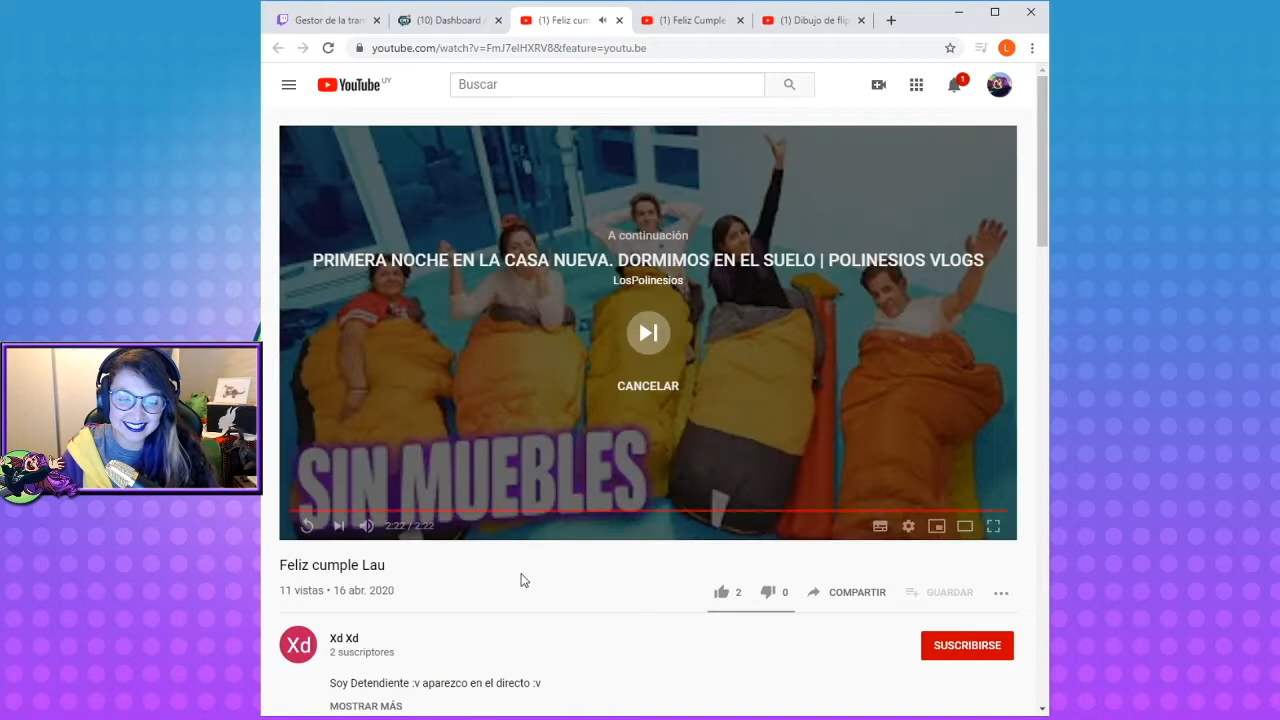 Gestor de la tran
(10) Dashboard /
(1) Feliz cum
(1) Feliz Cumple
(1) Dibujo de flip
youtube.com/watch?v=FmJ7elHXRV8&feature=youtu.be
L
YouTube UY
Buscar
1
A continuación
PRIMERA NOCHE EN LA CASA NUEVA. DORMIMOS EN EL SUELO | POLINESIOS VLOGS
LosPolinesios
CANCELAR
SIN MUEBLES
2:22 / 2:22
Feliz cumple Lau
11 vistas • 16 abr. 2020
2
0
COMPARTIR
GUARDAR
Xd
Xd Xd
2 suscriptores
SUSCRIBIRSE
Soy Detendiente :v aparezco en el directo :v
MOSTRAR MÁS